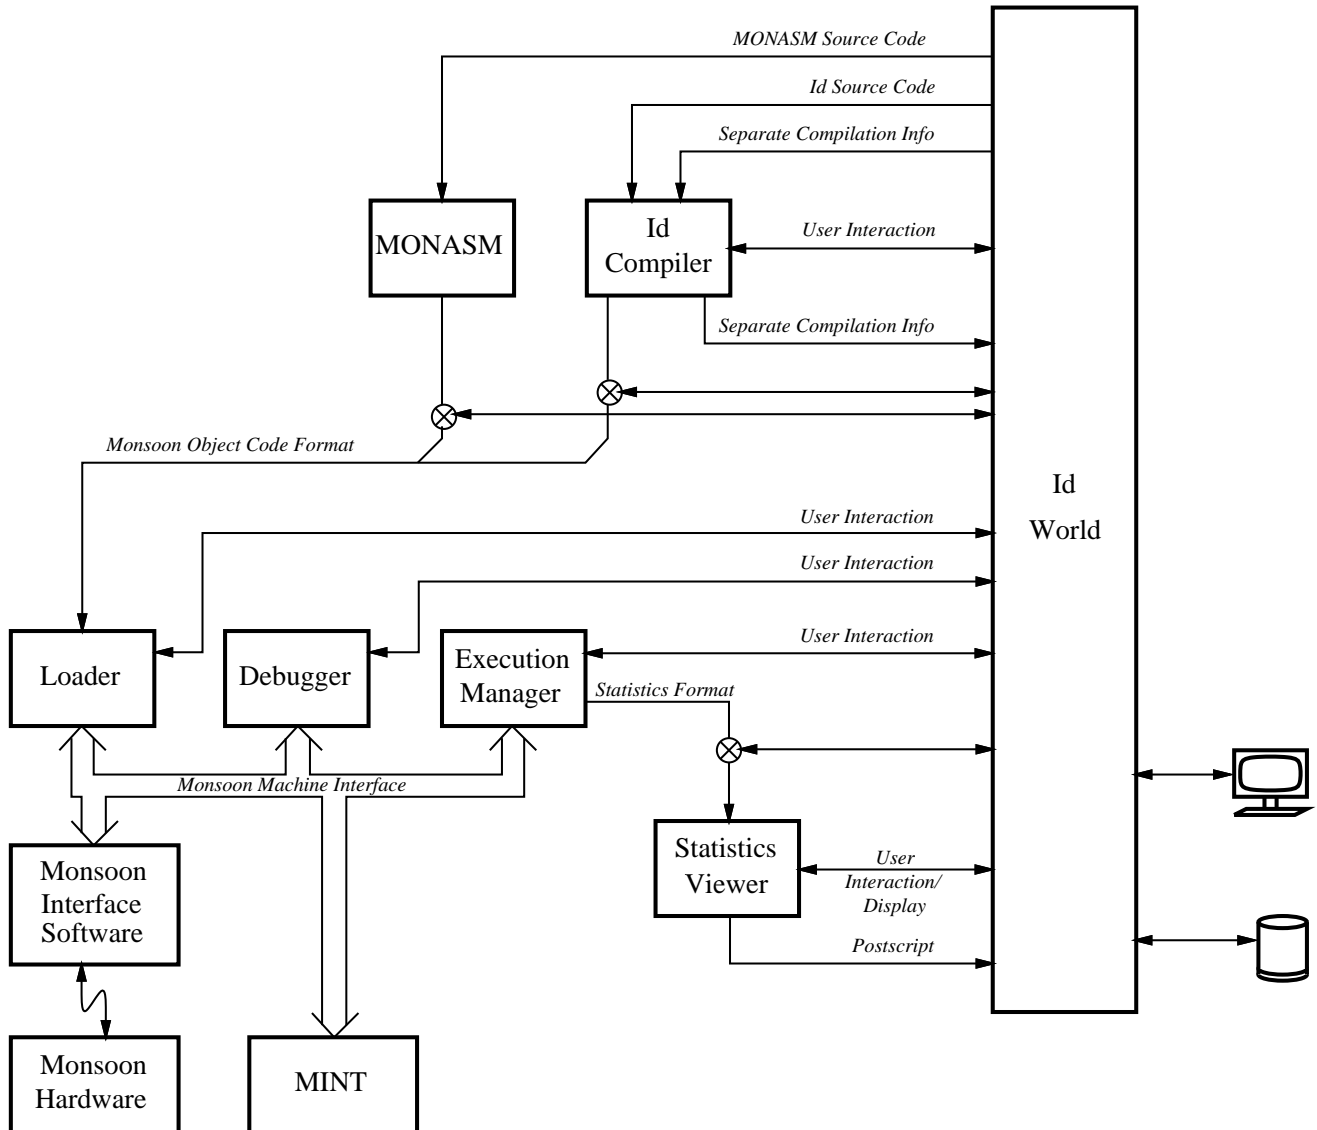 MONASM Source Code
Id Source Code
Separate Compilation Info
MONASM
Id
Compiler
User Interaction
Separate Compilation Info
Monsoon Object Code Format
Id
World
User Interaction
User Interaction
User Interaction
Loader
Debugger
Execution
Manager
Statistics Format
Monsoon Machine Interface
Statistics
Viewer
User
Interaction/
Display
Postscript
Monsoon
Interface
Software
Monsoon
Hardware
MINT